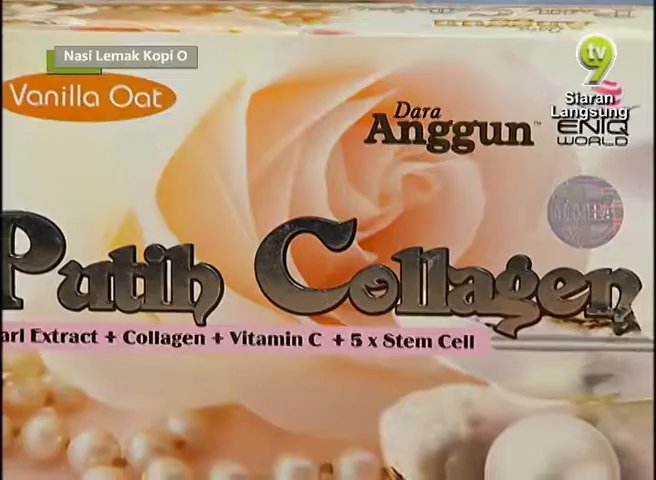 Nasi Lemak Kopi O
tv9
Siaran
Langsung
Vanilla Oat
Dara
Anggun™
ENIQ
WORLD
Putih Collagen
arl Extract + Collagen + Vitamin C + 5 x Stem Cell